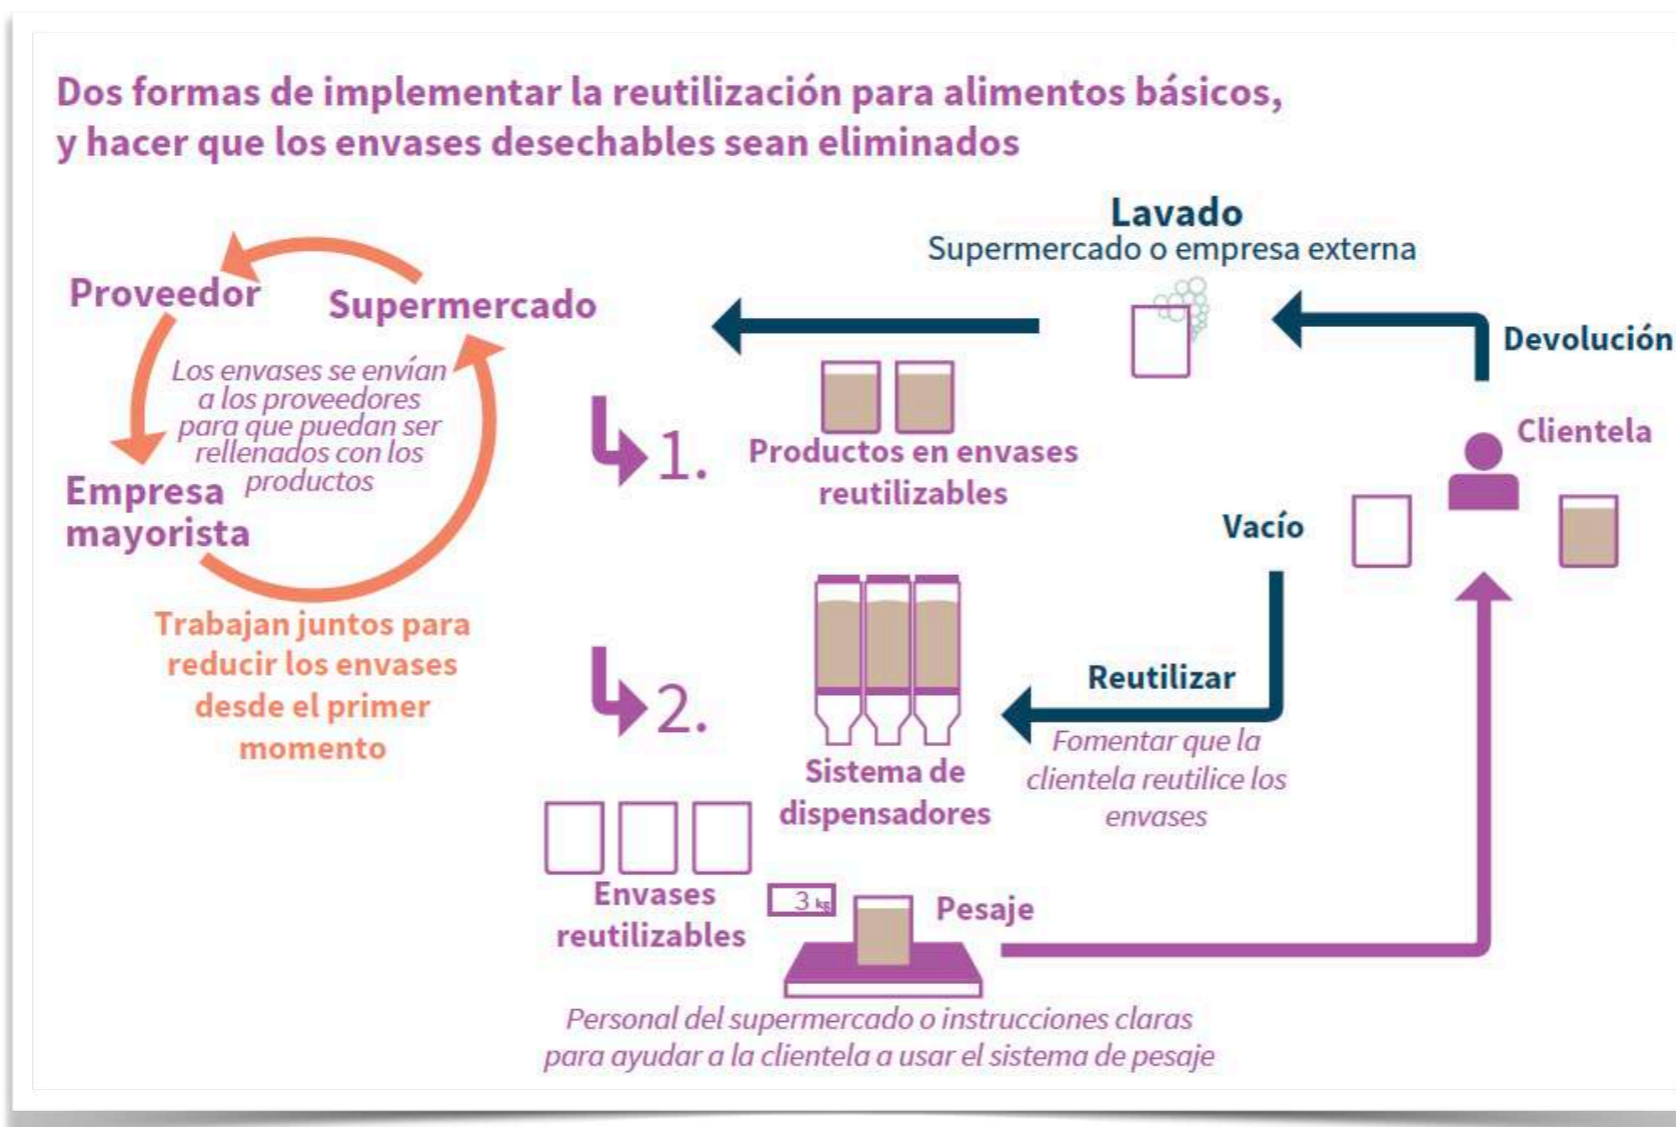 Dos formas de implementar la reutilización para alimentos básicos,
y hacer que los envases desechables sean eliminados
Proveedor
Supermercado
Los envases se envían
a los proveedores
para que puedan ser
rellenados con los
productos
Empresa
mayorista
Trabajan juntos para
reducir los envases
desde el primer
momento
Lavado
Supermercado o empresa externa
Devolución
Clientela
1.
Productos en envases
reutilizables
Vacío
Reutilizar
Fomentar que la
clientela reutilice los
envases
2.
Sistema de
dispensadores
Envases
reutilizables
3 kg
Pesaje
Personal del supermercado o instrucciones claras
para ayudar a la clientela a usar el sistema de pesaje